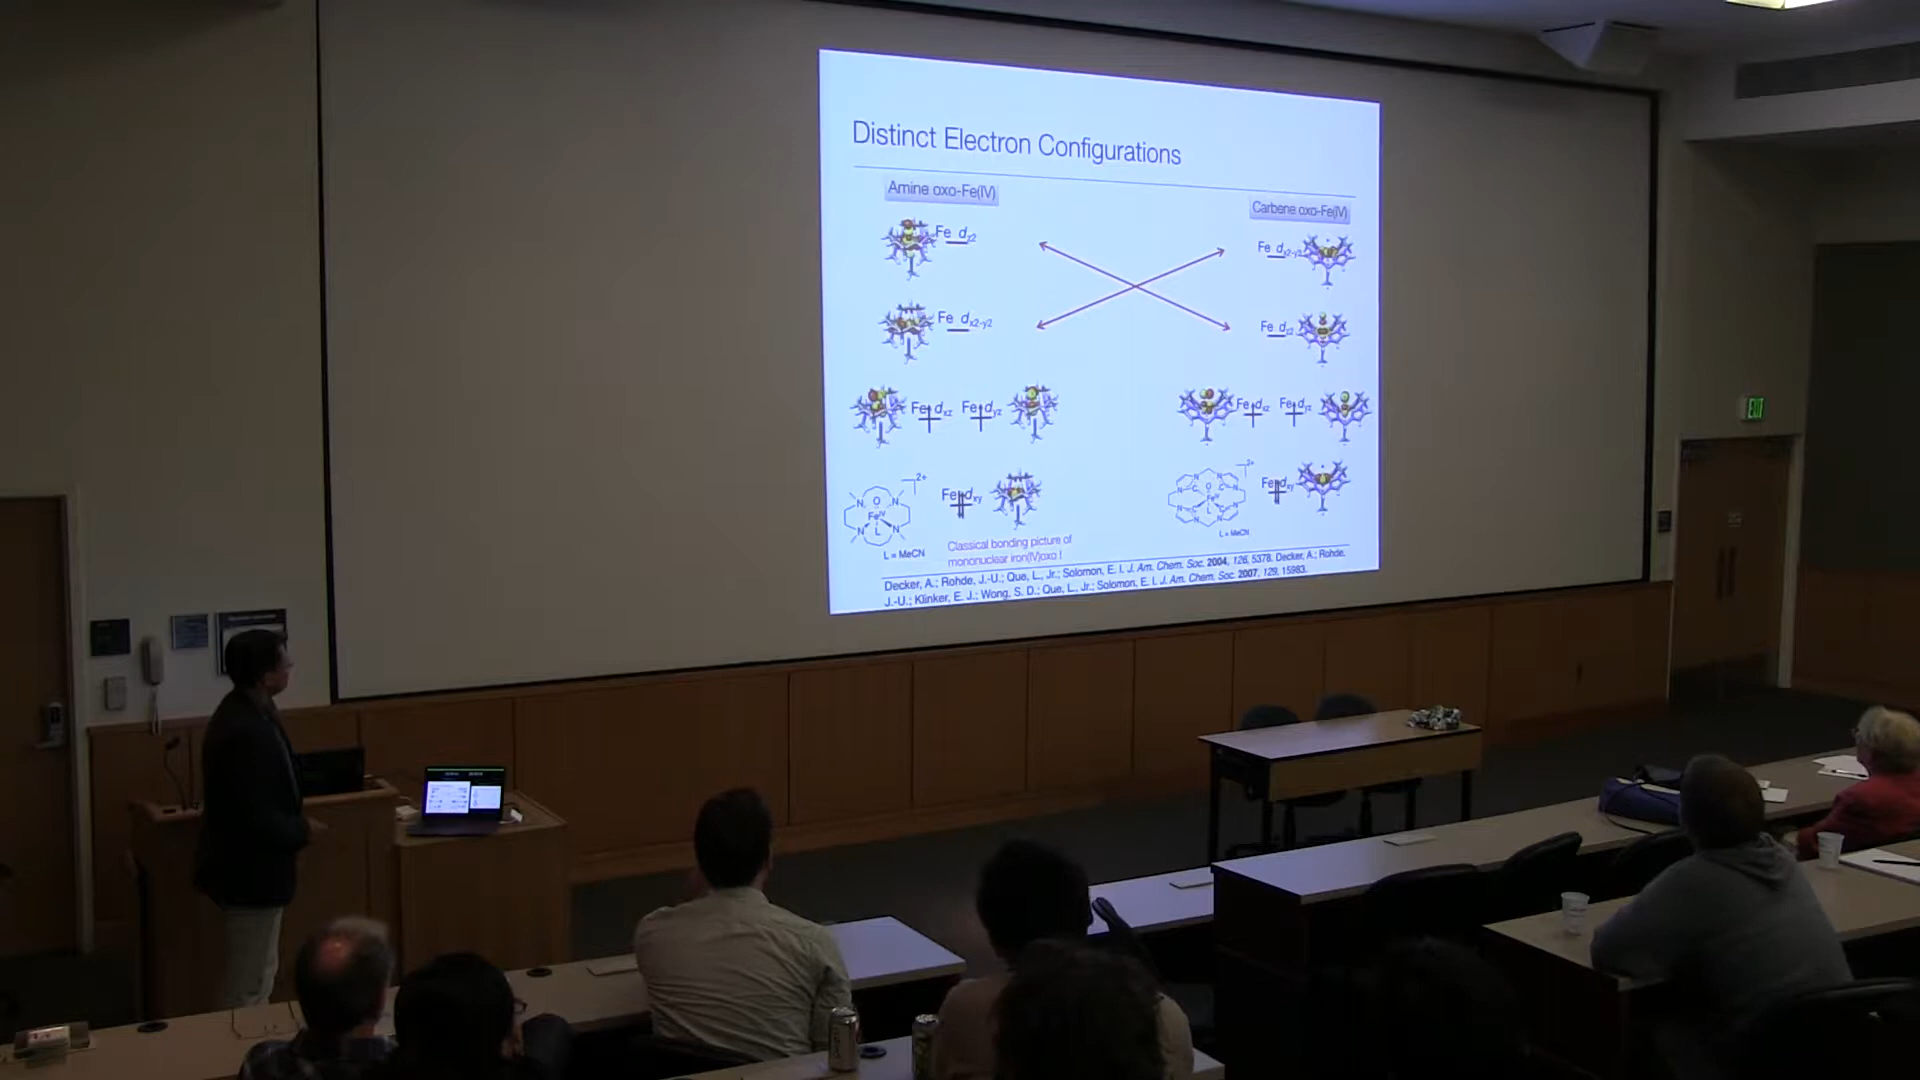 Distinct Electron Configurations
Amine oxo-Fe(IV)
Carbene oxo-Fe(IV)
Fe dz2
Fe dx2-y2
Fe dx2-y2
Fe dz2
Fe dxz Fe dyz
Fe dxz Fe dyz
Fe dxy
Fe dxy
2+
O
N N
FeIV
L
N N
L = MeCN
2+
O
C C
FeIV
L
L = MeCN
Classical bonding picture of
mononuclear iron(IV)oxo !
Decker, A.; Rohde, J.-U.; Que, L., Jr.; Solomon, E. I. J. Am. Chem. Soc. 2004, 126, 5378. Decker, A.; Rohde,
J.-U.; Klinker, E. J.; Wong, S. D.; Que, L., Jr.; Solomon, E. I. J. Am. Chem. Soc. 2007, 129, 15983.
EXIT